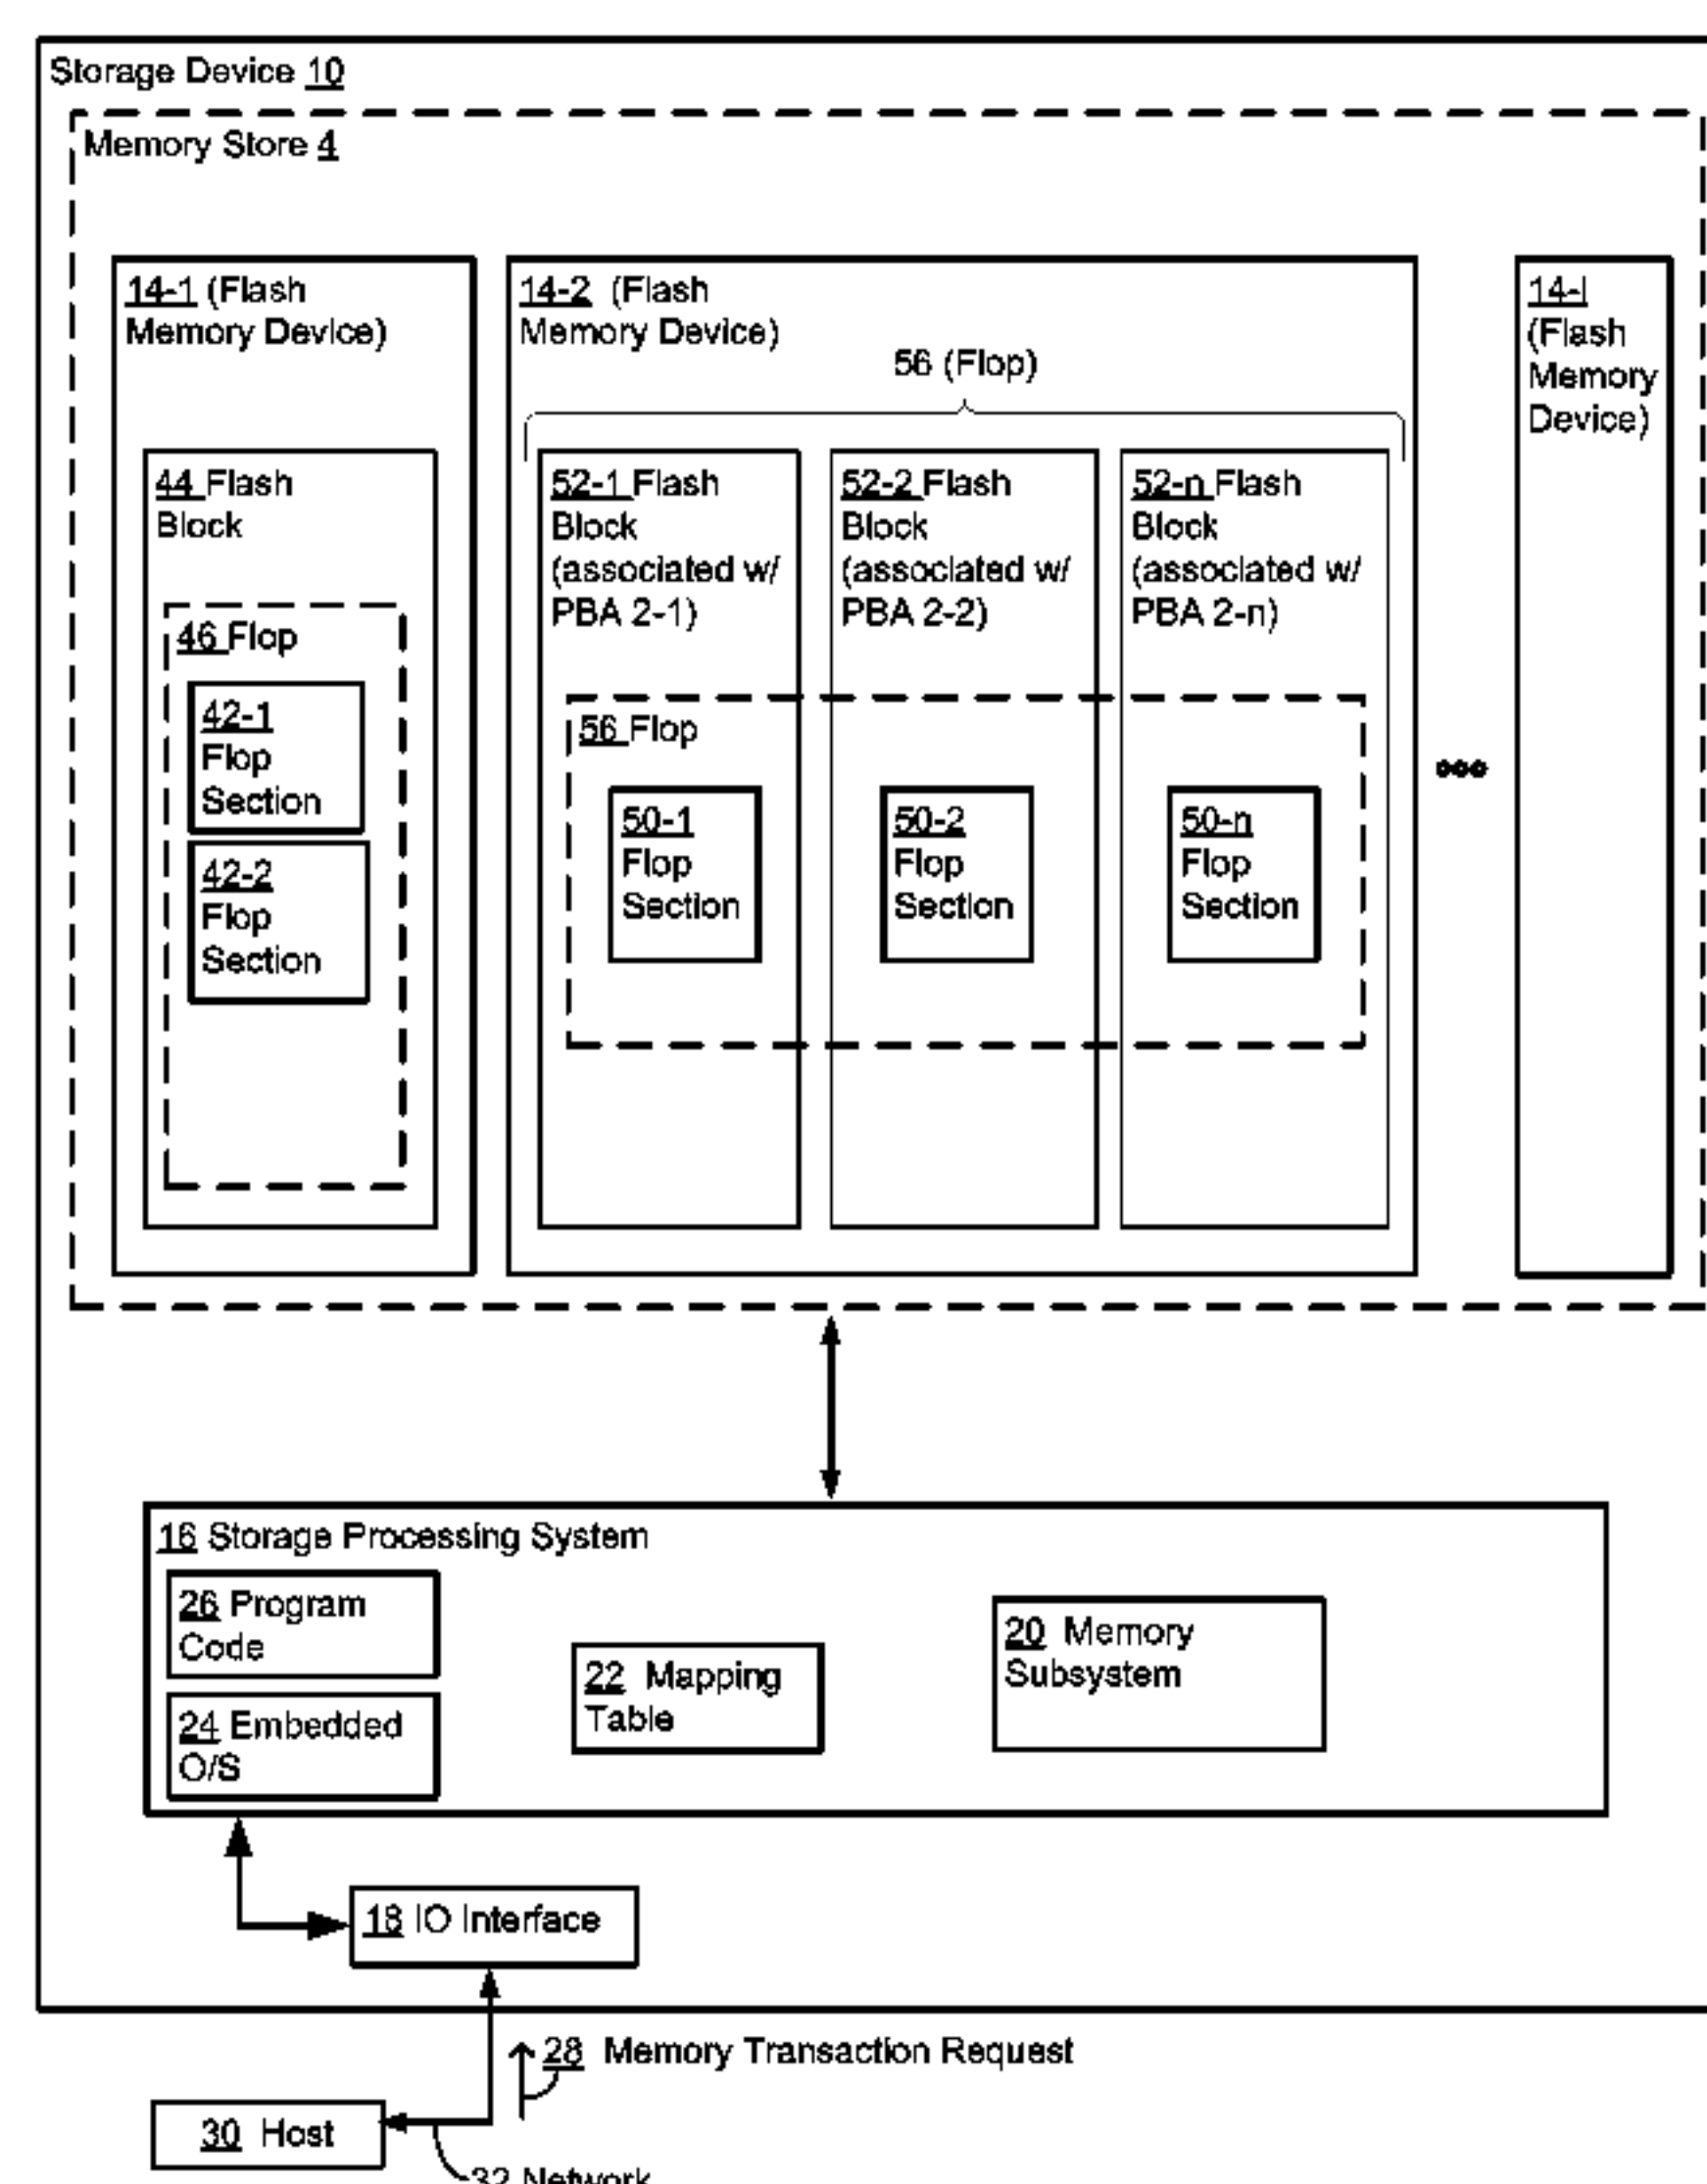 Storage Device 10
Memory Store 4
14-1 (Flash
Memory Device)
44 Flash
Block
46 Flop
42-1
Flop
Section
42-2
Flop
Section
14-2 (Flash
Memory Device)
56 (Flop)
52-1 Flash
Block
(associated w/
PBA 2-1)
52-2 Flash
Block
(associated w/
PBA 2-2)
52-n Flash
Block
(associated w/
PBA 2-n)
56 Flop
50-1
Flop
Section
50-2
Flop
Section
50-n
Flop
Section
14-l
(Flash
Memory
Device)
16 Storage Processing System
26 Program
Code
24 Embedded
O/S
22 Mapping
Table
20 Memory
Subsystem
18 IO Interface
28 Memory Transaction Request
30 Host
32 Network